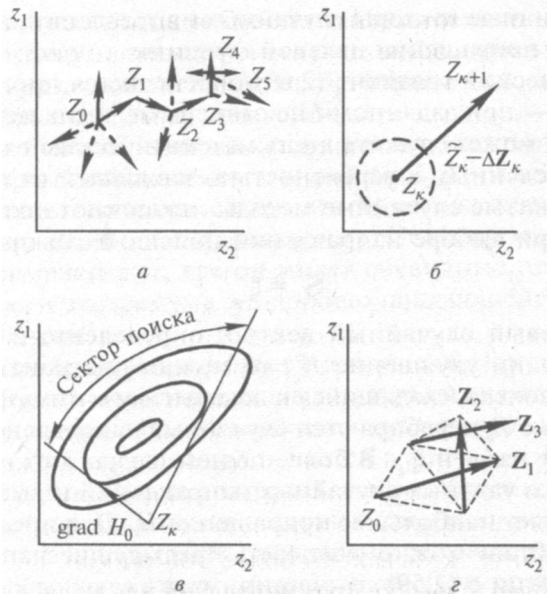 z1
Z0
Z1
Z2
Z3
Z4
Z5
z2
а
z1
Zк+1
Zк−ΔZк
Zк
z2
б
z1
Сектор поиска
grad H0
Zк
z2
в
z1
Z0
Z1
Z2
Z3
z2
г